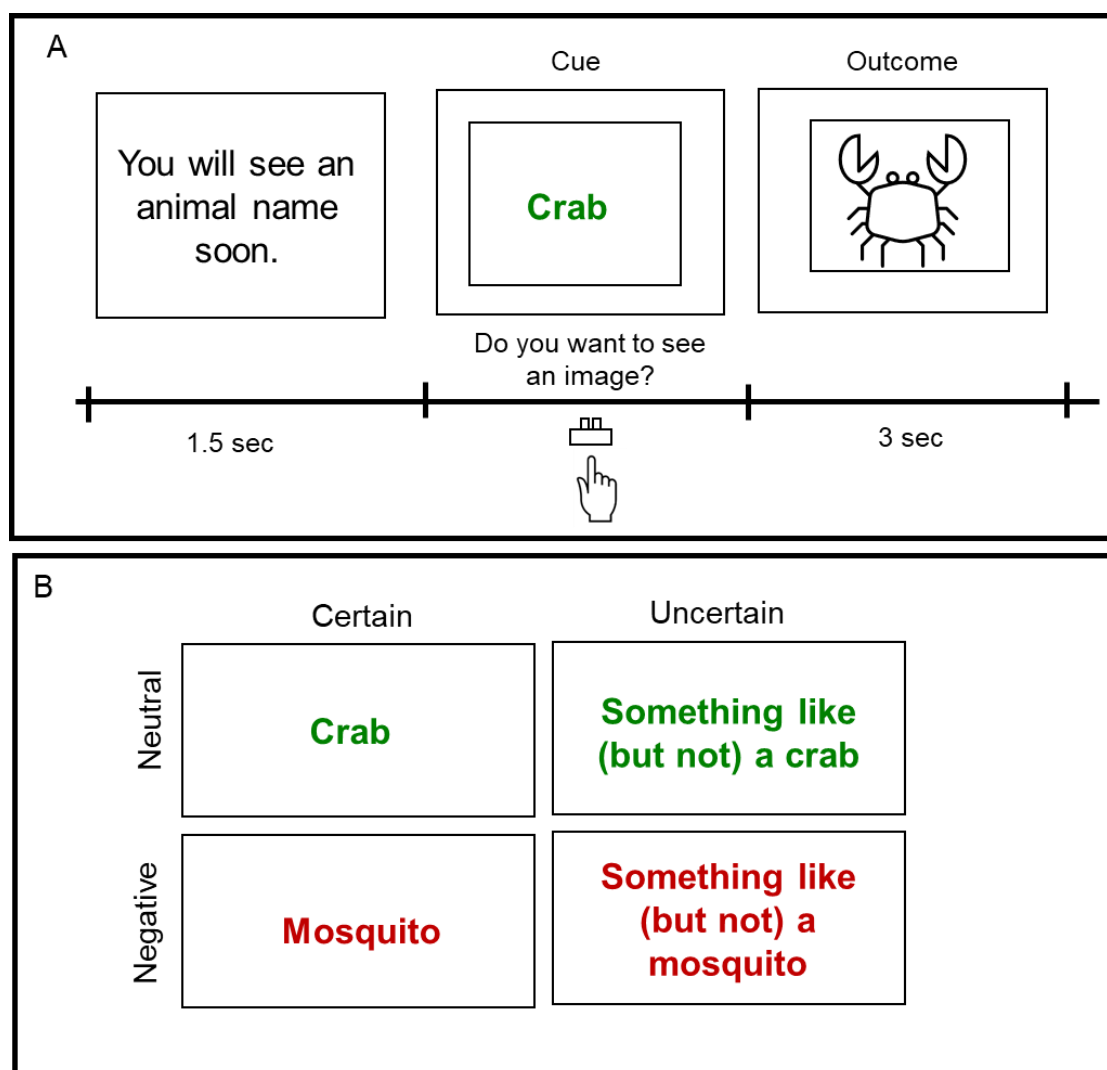 A
Cue
Outcome
You will see an
animal name
soon.
Crab
Do you want to see
an image?
1.5 sec
3 sec
B
Certain
Uncertain
Neutral
Crab
Something like
(but not) a crab
Negative
Mosquito
Something like
(but not) a
mosquito